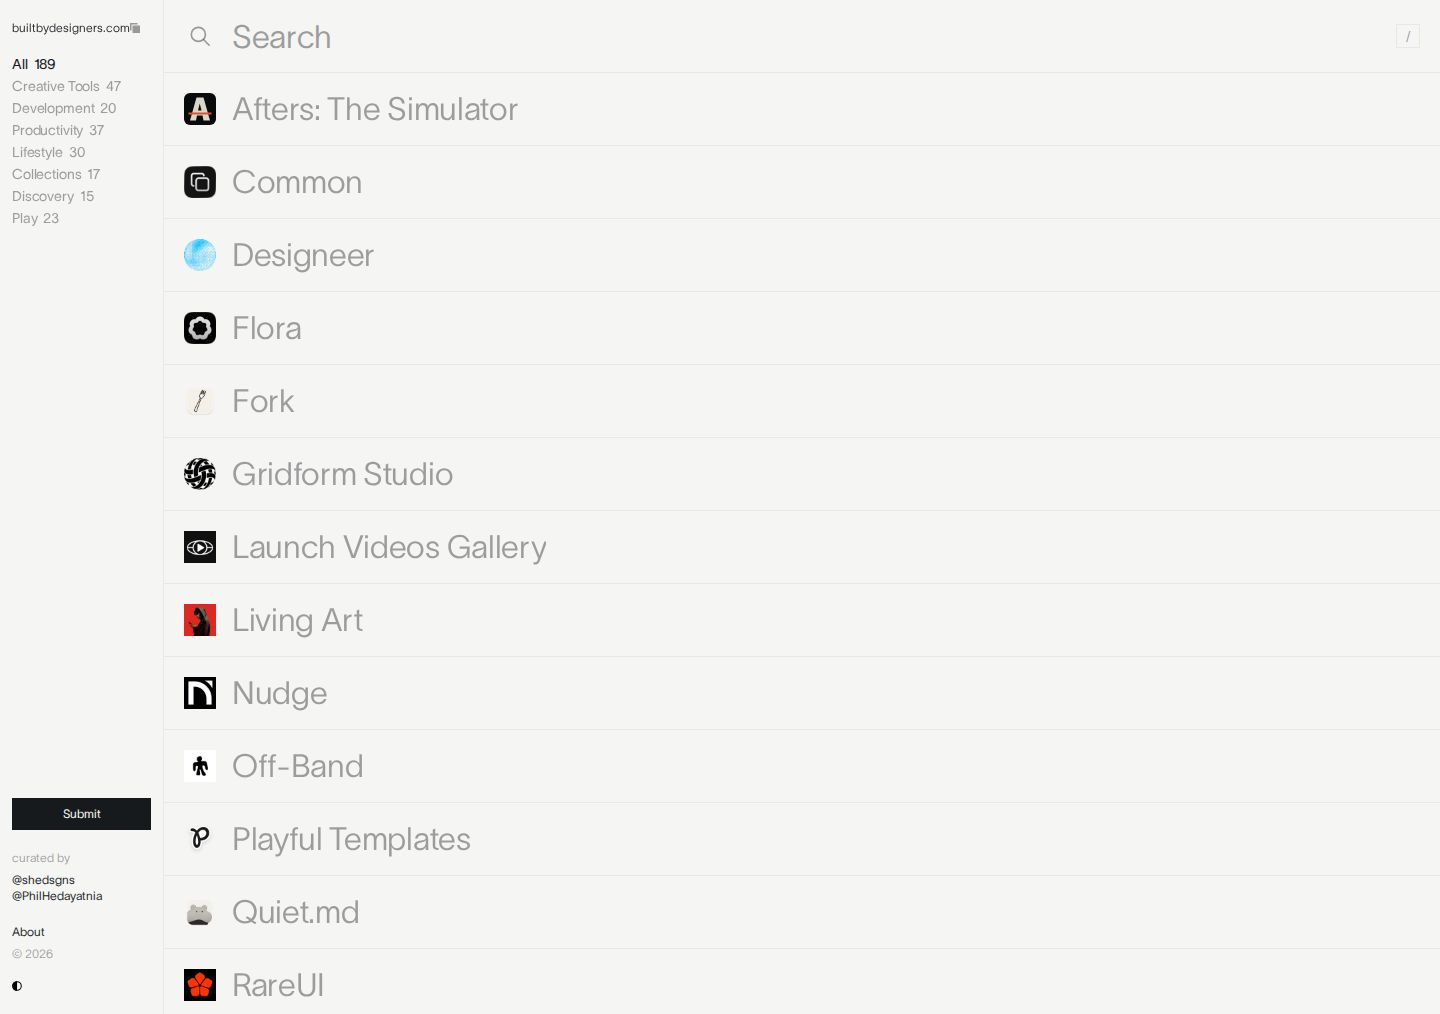 builtbydesigners.com
All 189
Creative Tools 47
Development 20
Productivity 37
Lifestyle 30
Collections 17
Discovery 15
Play 23
Submit
curated by
@shedsgns
@PhilHedayatnia
About
© 2026
Search
/
Afters: The Simulator
Common
Designeer
Flora
Fork
Gridform Studio
Launch Videos Gallery
Living Art
Nudge
Off-Band
Playful Templates
Quiet.md
RareUI